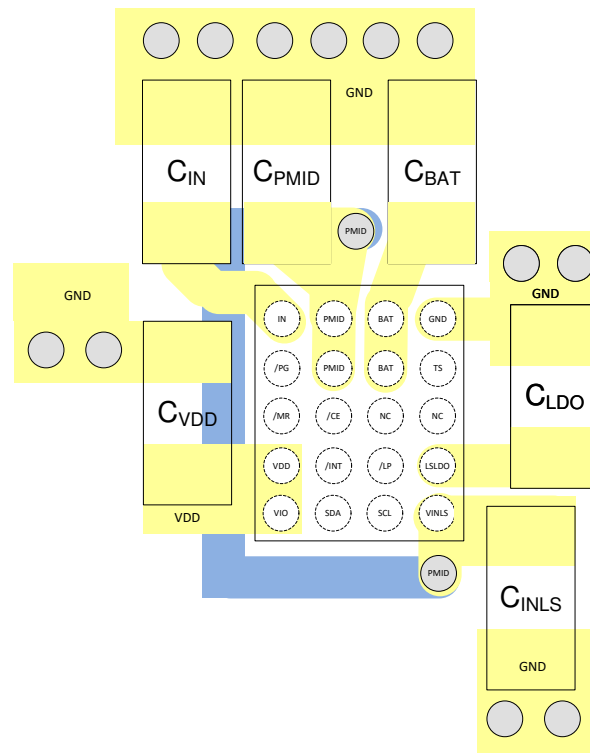 GND
CIN CPMID CBAT
PMID
GND
GND
IN PMID BAT GND
/PG PMID BAT TS
CLDO
CVDD
/MR /CE NC NC
VDD /INT /LP LSLDO
VDD
VIO SDA SCL VINLS
PMID
CINLS
GND